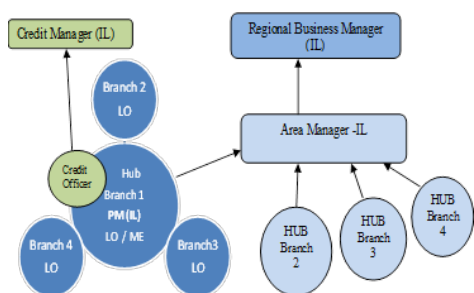 Credit Manager (IL)
Regional Business Manager
(IL)
Branch 2
LO
Area Manager -IL
Credit
Officer
Hub
Branch 1
PM (IL)
LO / ME
Branch 4
LO
Branch3
LO
HUB
Branch
2
HUB
Branch
3
HUB
Branch
4